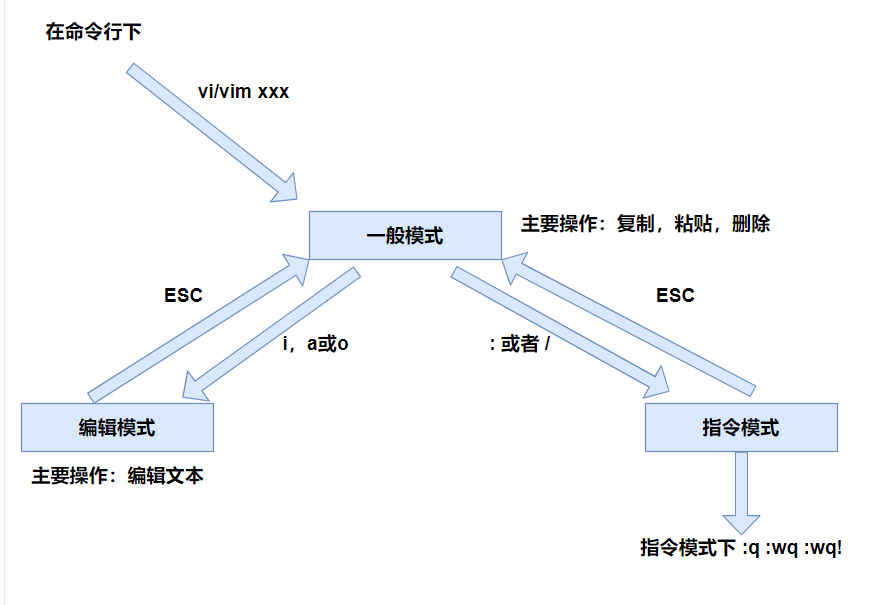 在命令行下
vi/vim xxx
一般模式
主要操作：复制，粘贴，删除
ESC
i，a或o
: 或者 /
ESC
编辑模式
主要操作：编辑文本
指令模式
指令模式下 :q :wq :wq!